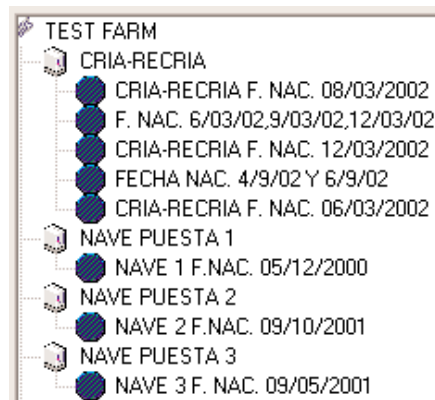 TEST FARM
CRIA-RECRIA
CRIA-RECRIA F. NAC. 08/03/2002
F. NAC. 6/03/02,9/03/02,12/03/02
CRIA-RECRIA F. NAC. 12/03/2002
FECHA NAC. 4/9/02 Y 6/9/02
CRIA-RECRIA F. NAC. 06/03/2002
NAVE PUESTA 1
NAVE 1 F.NAC. 05/12/2000
NAVE PUESTA 2
NAVE 2 F.NAC. 09/10/2001
NAVE PUESTA 3
NAVE 3 F. NAC. 09/05/2001